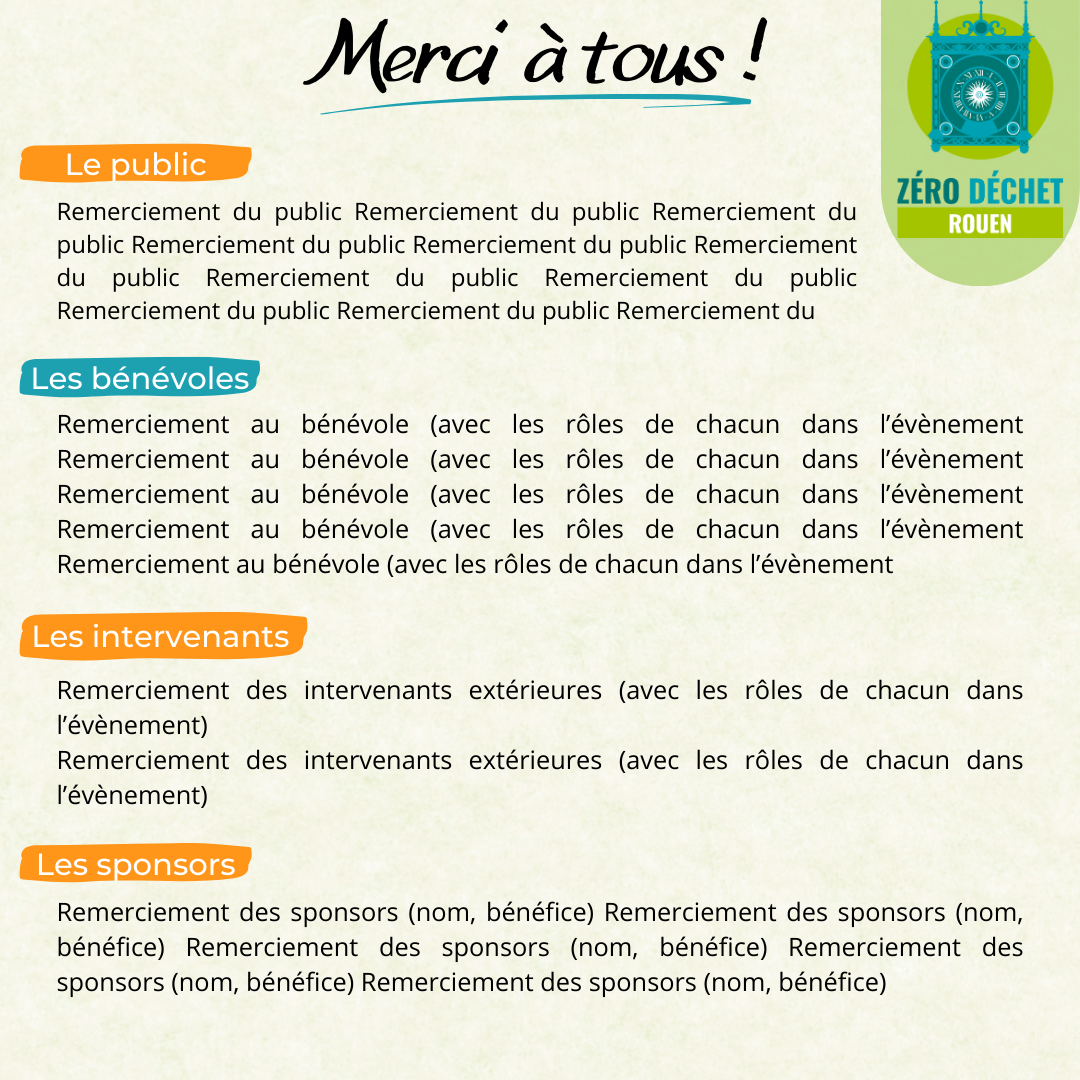 Merci à tous !
ZÉRO DÉCHET
ROUEN
Le public
Remerciement du public Remerciement du public Remerciement du
public Remerciement du public Remerciement du public Remerciement
du public Remerciement du public Remerciement du public
Remerciement du public Remerciement du public Remerciement du
Les bénévoles
Remerciement au bénévole (avec les rôles de chacun dans l’évènement
Remerciement au bénévole (avec les rôles de chacun dans l’évènement
Remerciement au bénévole (avec les rôles de chacun dans l’évènement
Remerciement au bénévole (avec les rôles de chacun dans l’évènement
Remerciement au bénévole (avec les rôles de chacun dans l’évènement
Les intervenants
Remerciement des intervenants extérieures (avec les rôles de chacun dans
l’évènement)
Remerciement des intervenants extérieures (avec les rôles de chacun dans
l’évènement)
Les sponsors
Remerciement des sponsors (nom, bénéfice) Remerciement des sponsors (nom,
bénéfice) Remerciement des sponsors (nom, bénéfice) Remerciement des
sponsors (nom, bénéfice) Remerciement des sponsors (nom, bénéfice)